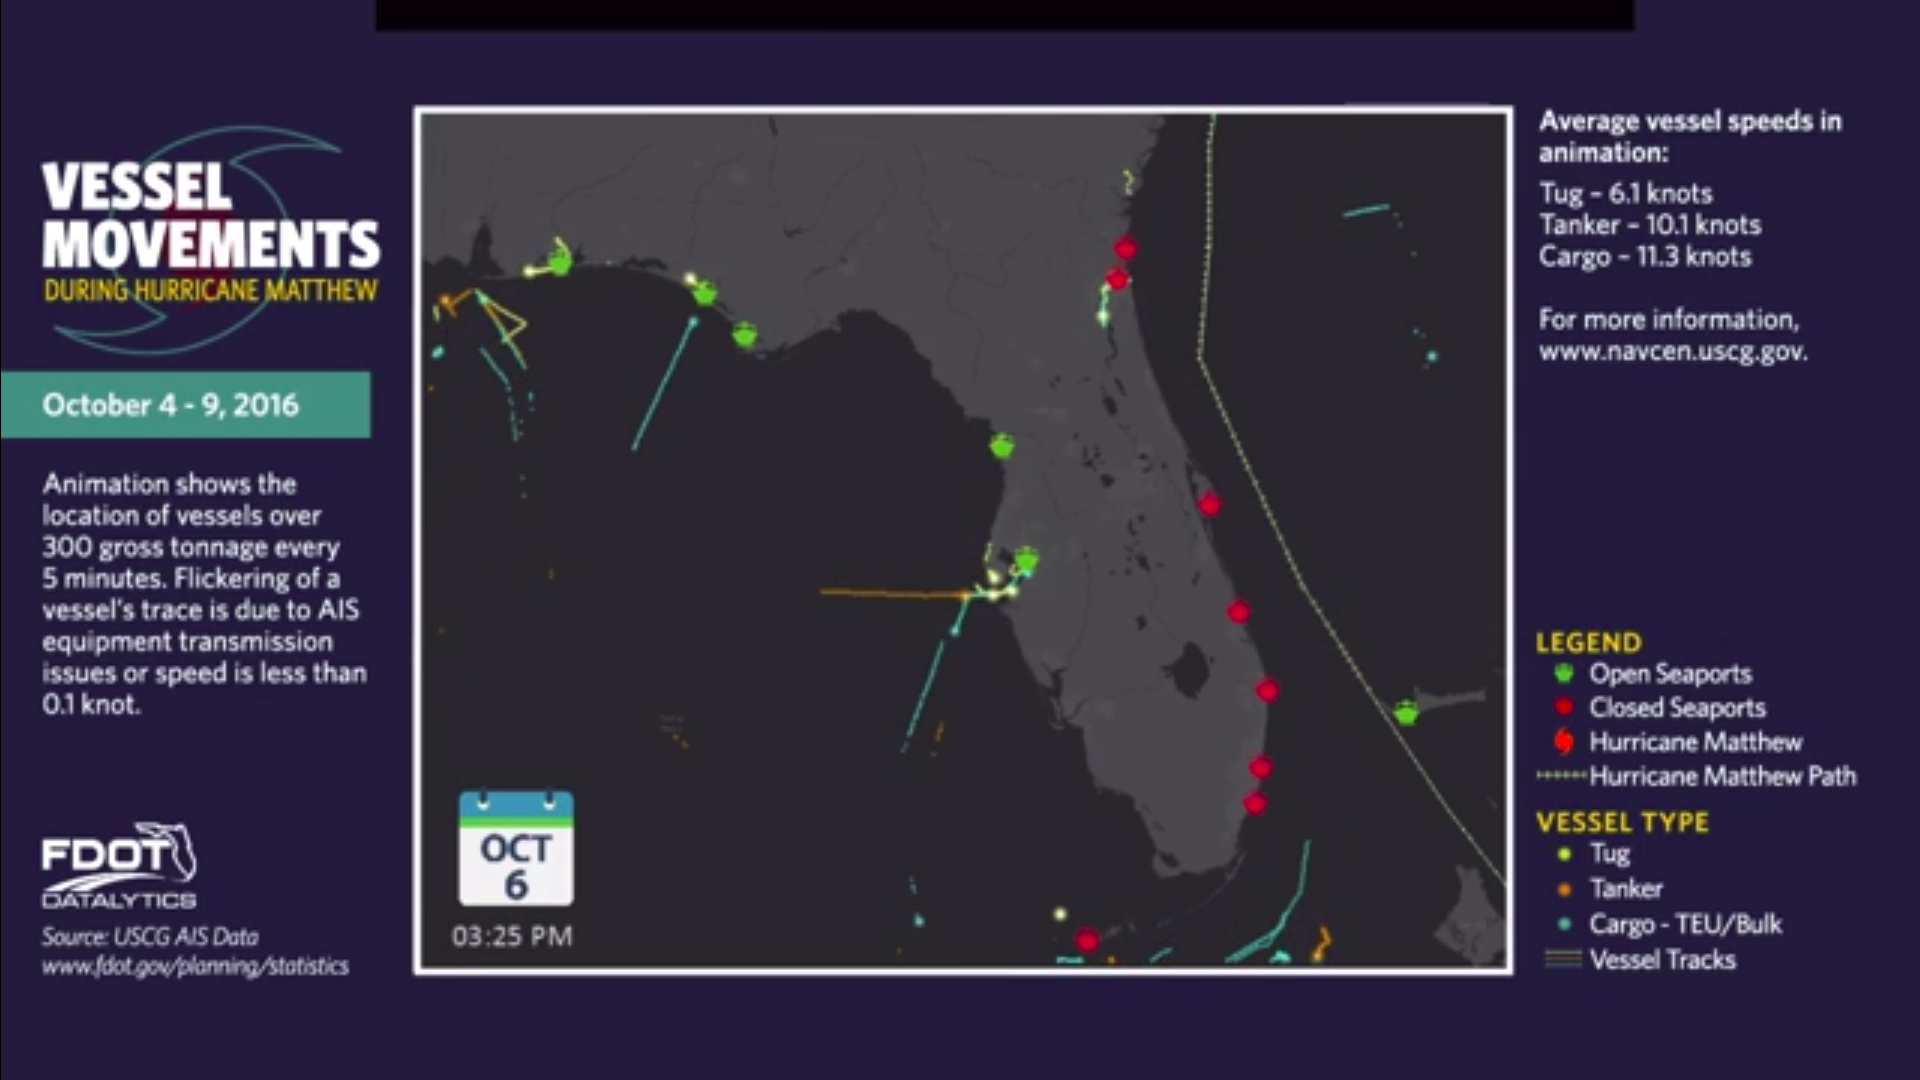 VESSEL
MOVEMENTS
DURING HURRICANE MATTHEW
October 4 - 9, 2016
Animation shows the
location of vessels over
300 gross tonnage every
5 minutes. Flickering of a
vessel's trace is due to AIS
equipment transmission
issues or speed is less than
0.1 knot.
FDOT
DATALYTICS
Source: USCG AIS Data
www.fdot.gov/planning/statistics
OCT
6
03:25 PM
Average vessel speeds in
animation:
Tug – 6.1 knots
Tanker – 10.1 knots
Cargo – 11.3 knots
For more information,
www.navcen.uscg.gov.
LEGEND
Open Seaports
Closed Seaports
Hurricane Matthew
Hurricane Matthew Path
VESSEL TYPE
Tug
Tanker
Cargo - TEU/Bulk
Vessel Tracks